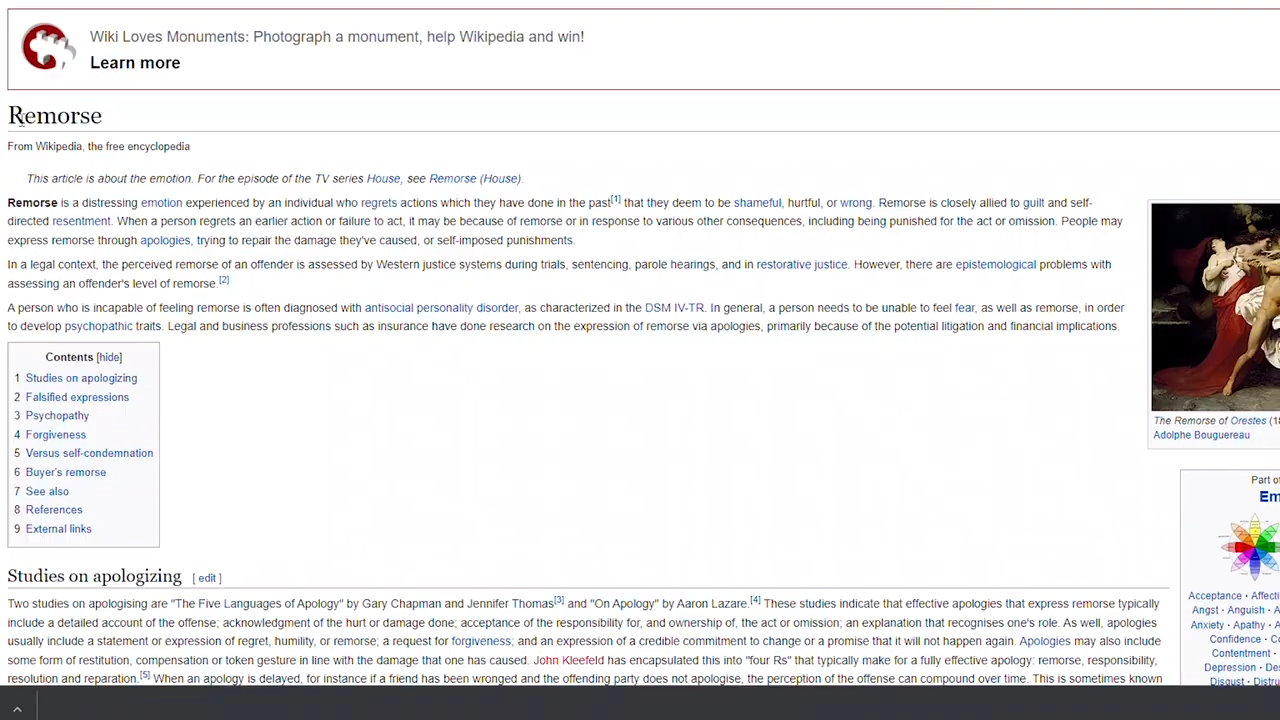 Wiki Loves Monuments: Photograph a monument, help Wikipedia and win!
Learn more
Remorse
From Wikipedia, the free encyclopedia
This article is about the emotion. For the episode of the TV series House, see Remorse (House).
Remorse is a distressing emotion experienced by an individual who regrets actions which they have done in the past[1] that they deem to be shameful, hurtful, or wrong. Remorse is closely allied to guilt and self-
directed resentment. When a person regrets an earlier action or failure to act, it may be because of remorse or in response to various other consequences, including being punished for the act or omission. People may
express remorse through apologies, trying to repair the damage they've caused, or self-imposed punishments.
In a legal context, the perceived remorse of an offender is assessed by Western justice systems during trials, sentencing, parole hearings, and in restorative justice. However, there are epistemological problems with
assessing an offender's level of remorse.[2]
A person who is incapable of feeling remorse is often diagnosed with antisocial personality disorder, as characterized in the DSM IV-TR. In general, a person needs to be unable to feel fear, as well as remorse, in order
to develop psychopathic traits. Legal and business professions such as insurance have done research on the expression of remorse via apologies, primarily because of the potential litigation and financial implications.
The Remorse of Orestes (18
Adolphe Bouguereau
Contents [hide]
1 Studies on apologizing
2 Falsified expressions
3 Psychopathy
4 Forgiveness
5 Versus self-condemnation
6 Buyer's remorse
7 See also
8 References
9 External links
Part of
Em
Acceptance · Affecti
Angst · Anguish · A
Anxiety · Apathy · A
Confidence · Co
Contentment ·
Depression · Des
Disgust · Distru
Studies on apologizing [ edit ]
Two studies on apologising are "The Five Languages of Apology" by Gary Chapman and Jennifer Thomas[3] and "On Apology" by Aaron Lazare.[4] These studies indicate that effective apologies that express remorse typically
include a detailed account of the offense; acknowledgment of the hurt or damage done; acceptance of the responsibility for, and ownership of, the act or omission; an explanation that recognises one's role. As well, apologies
usually include a statement or expression of regret, humility, or remorse; a request for forgiveness; and an expression of a credible commitment to change or a promise that it will not happen again. Apologies may also include
some form of restitution, compensation or token gesture in line with the damage that one has caused. John Kleefeld has encapsulated this into "four Rs" that typically make for a fully effective apology: remorse, responsibility,
resolution and reparation.[5] When an apology is delayed, for instance if a friend has been wronged and the offending party does not apologise, the perception of the offense can compound over time. This is sometimes known